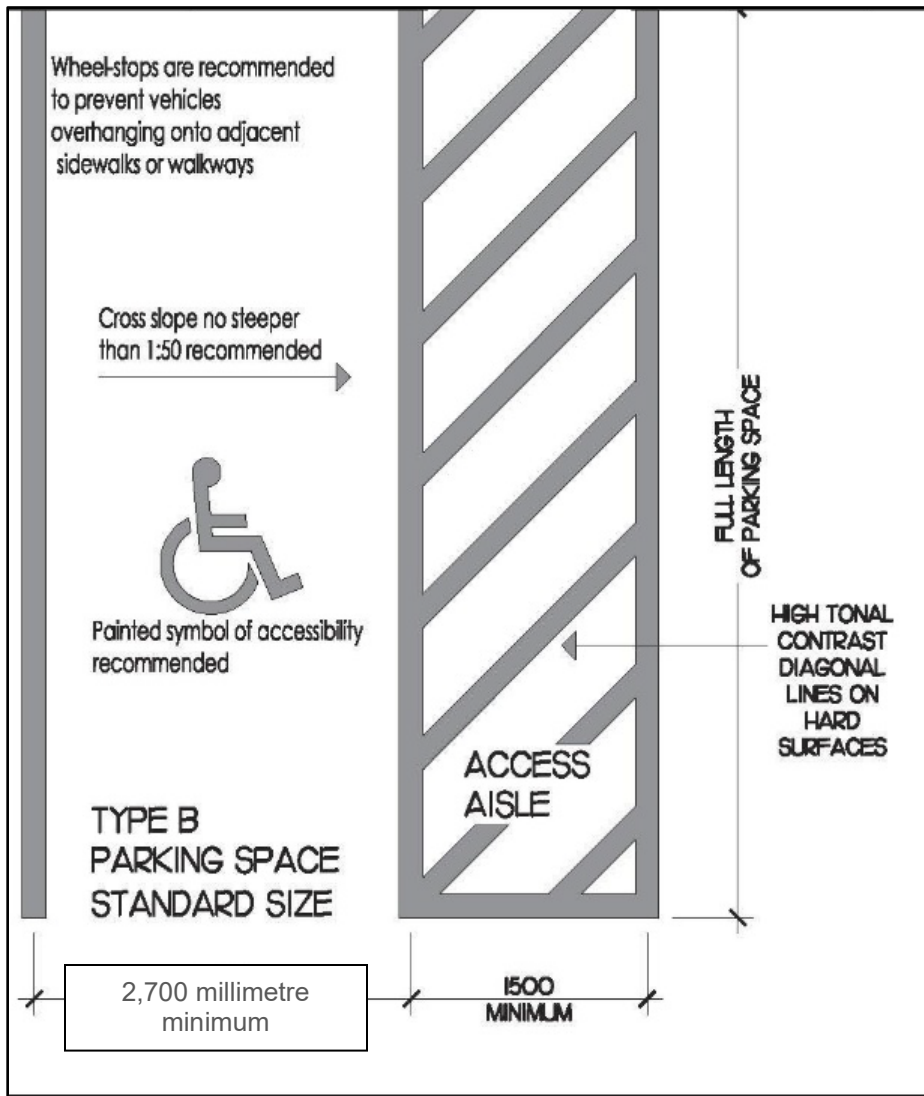 Wheel-stops are recommended
to prevent vehicles
overhanging onto adjacent
sidewalks or walkways
Cross slope no steeper
than 1:50 recommended
Painted symbol of accessibility
recommended
TYPE B
PARKING SPACE
STANDARD SIZE
ACCESS
AISLE
FULL LENGTH
OF PARKING SPACE
HIGH TONAL
CONTRAST
DIAGONAL
LINES ON
HARD
SURFACES
2,700 millimetre
minimum
1500
MINIMUM